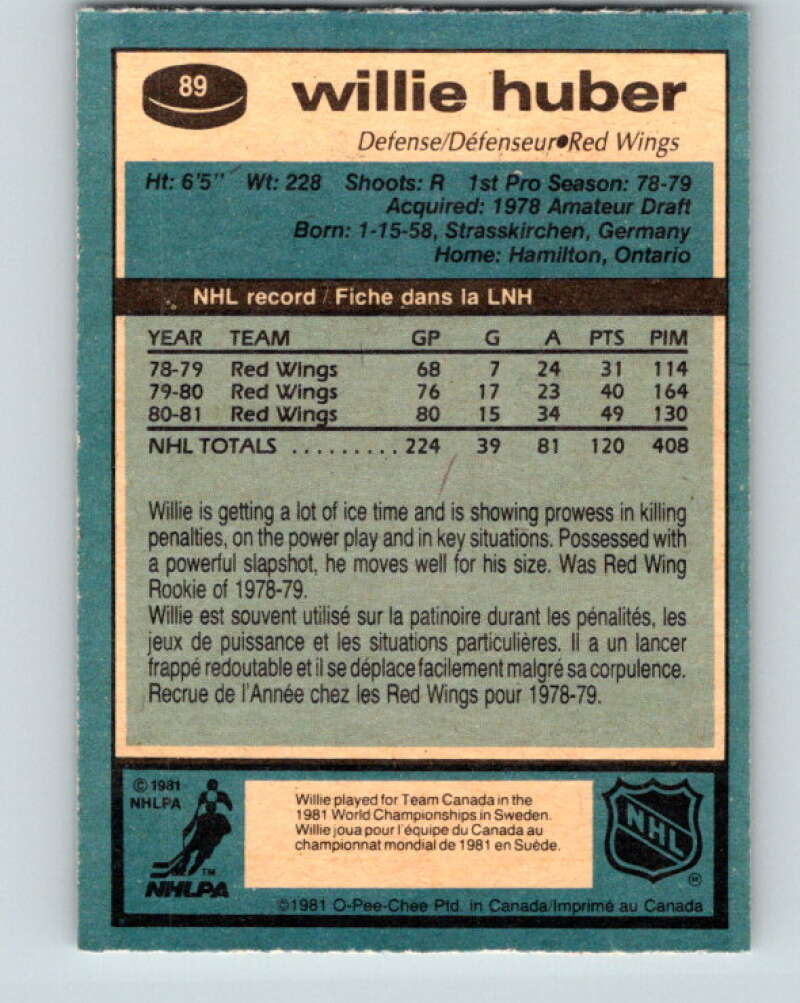 89
willie huber
Defense/Défenseur●Red Wings
Ht: 6'5" Wt: 228 Shoots: R 1st Pro Season: 78-79
Acquired: 1978 Amateur Draft
Born: 1-15-58, Strasskirchen, Germany
Home: Hamilton, Ontario
NHL record / Fiche dans la LNH
YEAR TEAM GP G A PTS PIM
78-79 Red Wings 68 7 24 31 114
79-80 Red Wings 76 17 23 40 164
80-81 Red Wings 80 15 34 49 130
NHL TOTALS ......... 224 39 81 120 408
Willie is getting a lot of ice time and is showing prowess in killing
penalties, on the power play and in key situations. Possessed with
a powerful slapshot, he moves well for his size. Was Red Wing
Rookie of 1978-79.
Willie est souvent utilisé sur la patinoire durant les pénalités, les
jeux de puissance et les situations particulières. Il a un lancer
frappé redoutable et il se déplace facilement malgré sa corpulence.
Recrue de l'Année chez les Red Wings pour 1978-79.
© 1981
NHLPA
TM
NHLPA
Willie played for Team Canada in the
1981 World Championships in Sweden.
Willie joua pour l'équipe du Canada au
championnat mondial de 1981 en Suède.
NHL
®
©1981 O-Pee-Chee Ptd. in Canada/Imprimé au Canada